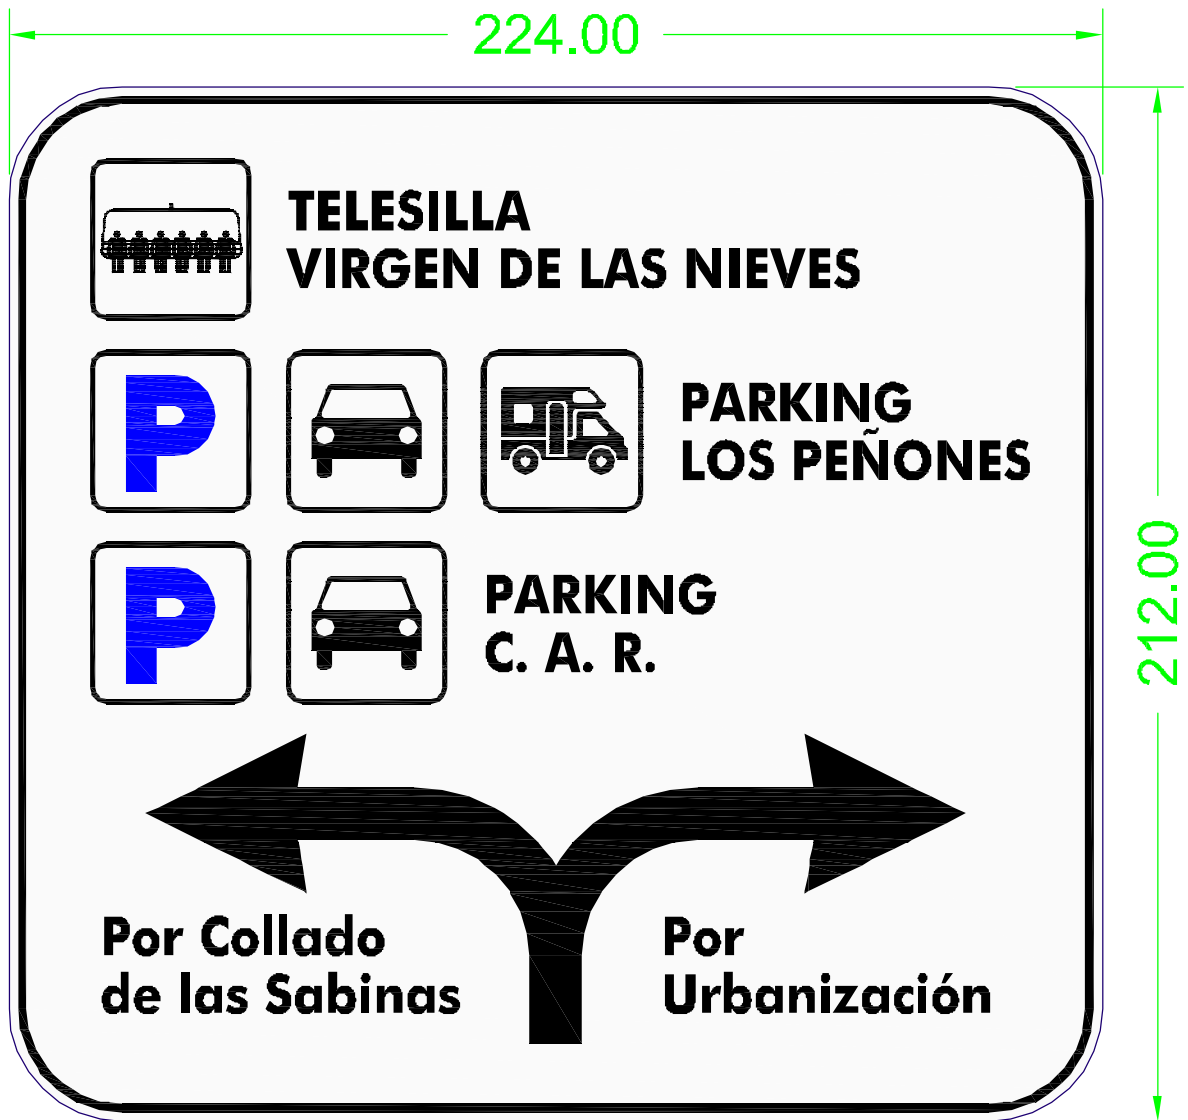 224.00
TELESILLA
VIRGEN DE LAS NIEVES
P
PARKING
LOS PEÑONES
212.00
P
PARKING
C. A. R.
Por Collado
de las Sabinas
Por
Urbanización